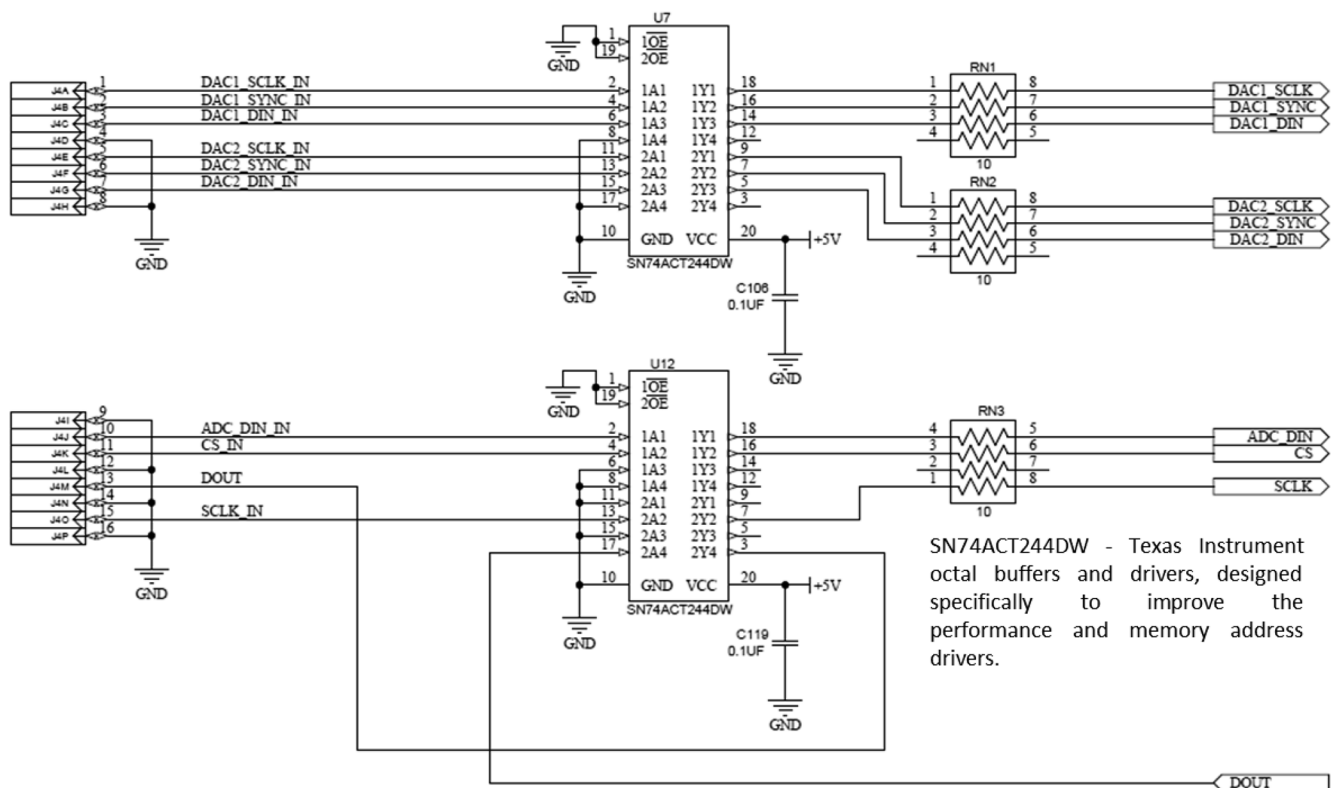 U7
1 1OE
19 2OE
GND
J4A 1 DAC1_SCLK_IN 2 1A1 1Y1 18
J4B 2 DAC1_SYNC_IN 4 1A2 1Y2 16
J4C 3 DAC1_DIN_IN 6 1A3 1Y3 14
J4D 4 8 1A4 1Y4 12
J4E 5 DAC2_SCLK_IN 11 2A1 2Y1 9
J4F 6 DAC2_SYNC_IN 13 2A2 2Y2 7
J4G 7 DAC2_DIN_IN 15 2A3 2Y3 5
J4H 8 17 2A4 2Y4 3
10 GND VCC 20 +5V
SN74ACT244DW
GND
GND
C106
0.1UF
GND
RN1
1 8 DAC1_SCLK
2 7 DAC1_SYNC
3 6 DAC1_DIN
4 5
10
RN2
1 8 DAC2_SCLK
2 7 DAC2_SYNC
3 6 DAC2_DIN
4 5
10
U12
1 1OE
19 2OE
GND
J4I 9
J4J 10 ADC_DIN_IN 2 1A1 1Y1 18
J4K 11 CS_IN 4 1A2 1Y2 16
J4L 12 6 1A3 1Y3 14
J4M 13 DOUT 8 1A4 1Y4 12
J4N 14 11 2A1 2Y1 9
J4O 15 SCLK_IN 13 2A2 2Y2 7
J4P 16 15 2A3 2Y3 5
17 2A4 2Y4 3
10 GND VCC 20 +5V
SN74ACT244DW
GND
GND
C119
0.1UF
GND
RN3
4 5 ADC_DIN
3 6 CS
2 7
1 8 SCLK
10
SN74ACT244DW - Texas Instrument
octal buffers and drivers, designed
specifically to improve the
performance and memory address
drivers.
DOUT